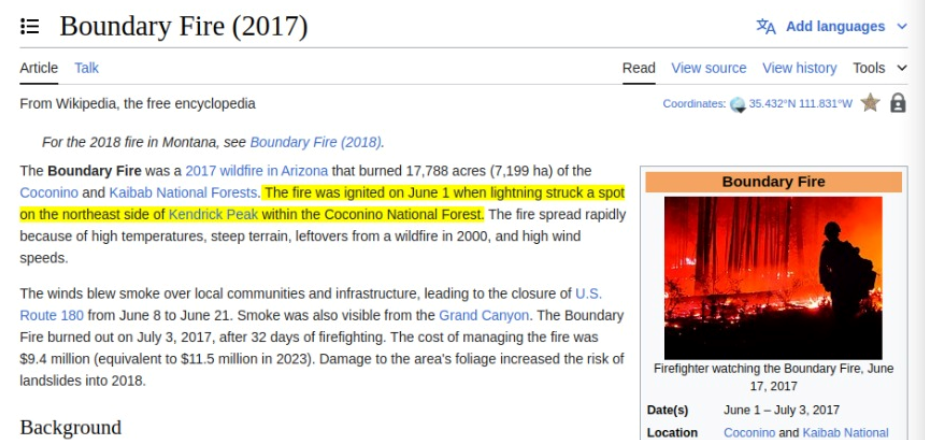 Boundary Fire (2017)
Add languages
Article Talk
Read View source View history Tools
From Wikipedia, the free encyclopedia
Coordinates: 35.432°N 111.831°W
For the 2018 fire in Montana, see Boundary Fire (2018).
The Boundary Fire was a 2017 wildfire in Arizona that burned 17,788 acres (7,199 ha) of the
Coconino and Kaibab National Forests. The fire was ignited on June 1 when lightning struck a spot
on the northeast side of Kendrick Peak within the Coconino National Forest. The fire spread rapidly
because of high temperatures, steep terrain, leftovers from a wildfire in 2000, and high wind
speeds.
The winds blew smoke over local communities and infrastructure, leading to the closure of U.S.
Route 180 from June 8 to June 21. Smoke was also visible from the Grand Canyon. The Boundary
Fire burned out on July 3, 2017, after 32 days of firefighting. The cost of managing the fire was
$9.4 million (equivalent to $11.5 million in 2023). Damage to the area's foliage increased the risk of
landslides into 2018.
Background
Boundary Fire
Firefighter watching the Boundary Fire, June
17, 2017
Date(s) June 1 – July 3, 2017
Location Coconino and Kaibab National